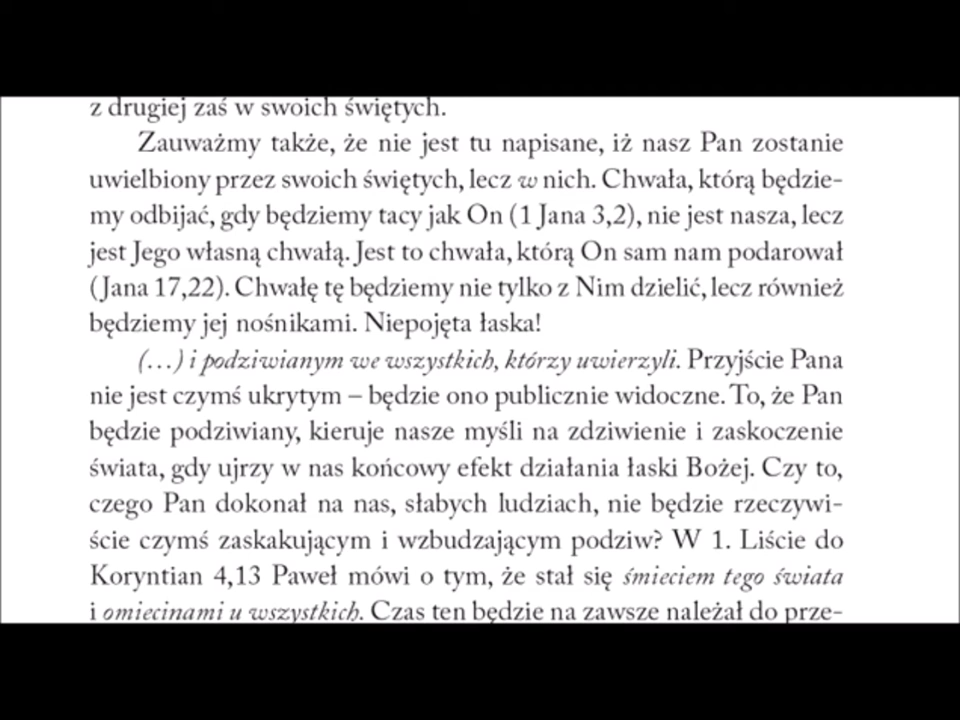 z drugiej zaś w swoich świętych.
Zauważmy także, że nie jest tu napisane, iż nasz Pan zostanie
uwielbiony przez swoich świętych, lecz w nich. Chwała, którą będzie-
my odbijać, gdy będziemy tacy jak On (1 Jana 3,2), nie jest nasza, lecz
jest Jego własną chwałą. Jest to chwała, którą On sam nam podarował
(Jana 17,22). Chwałę tę będziemy nie tylko z Nim dzielić, lecz również
będziemy jej nośnikami. Niepojęta łaska!
(…) i podziwianym we wszystkich, którzy uwierzyli. Przyjście Pana
nie jest czymś ukrytym – będzie ono publicznie widoczne. To, że Pan
będzie podziwiany, kieruje nasze myśli na zdziwienie i zaskoczenie
świata, gdy ujrzy w nas końcowy efekt działania łaski Bożej. Czy to,
czego Pan dokonał na nas, słabych ludziach, nie będzie rzeczywi-
ście czymś zaskakującym i wzbudzającym podziw? W 1. Liście do
Koryntian 4,13 Paweł mówi o tym, że stał się śmieciem tego świata
i omiecinami u wszystkich. Czas ten będzie na zawsze należał do prze-